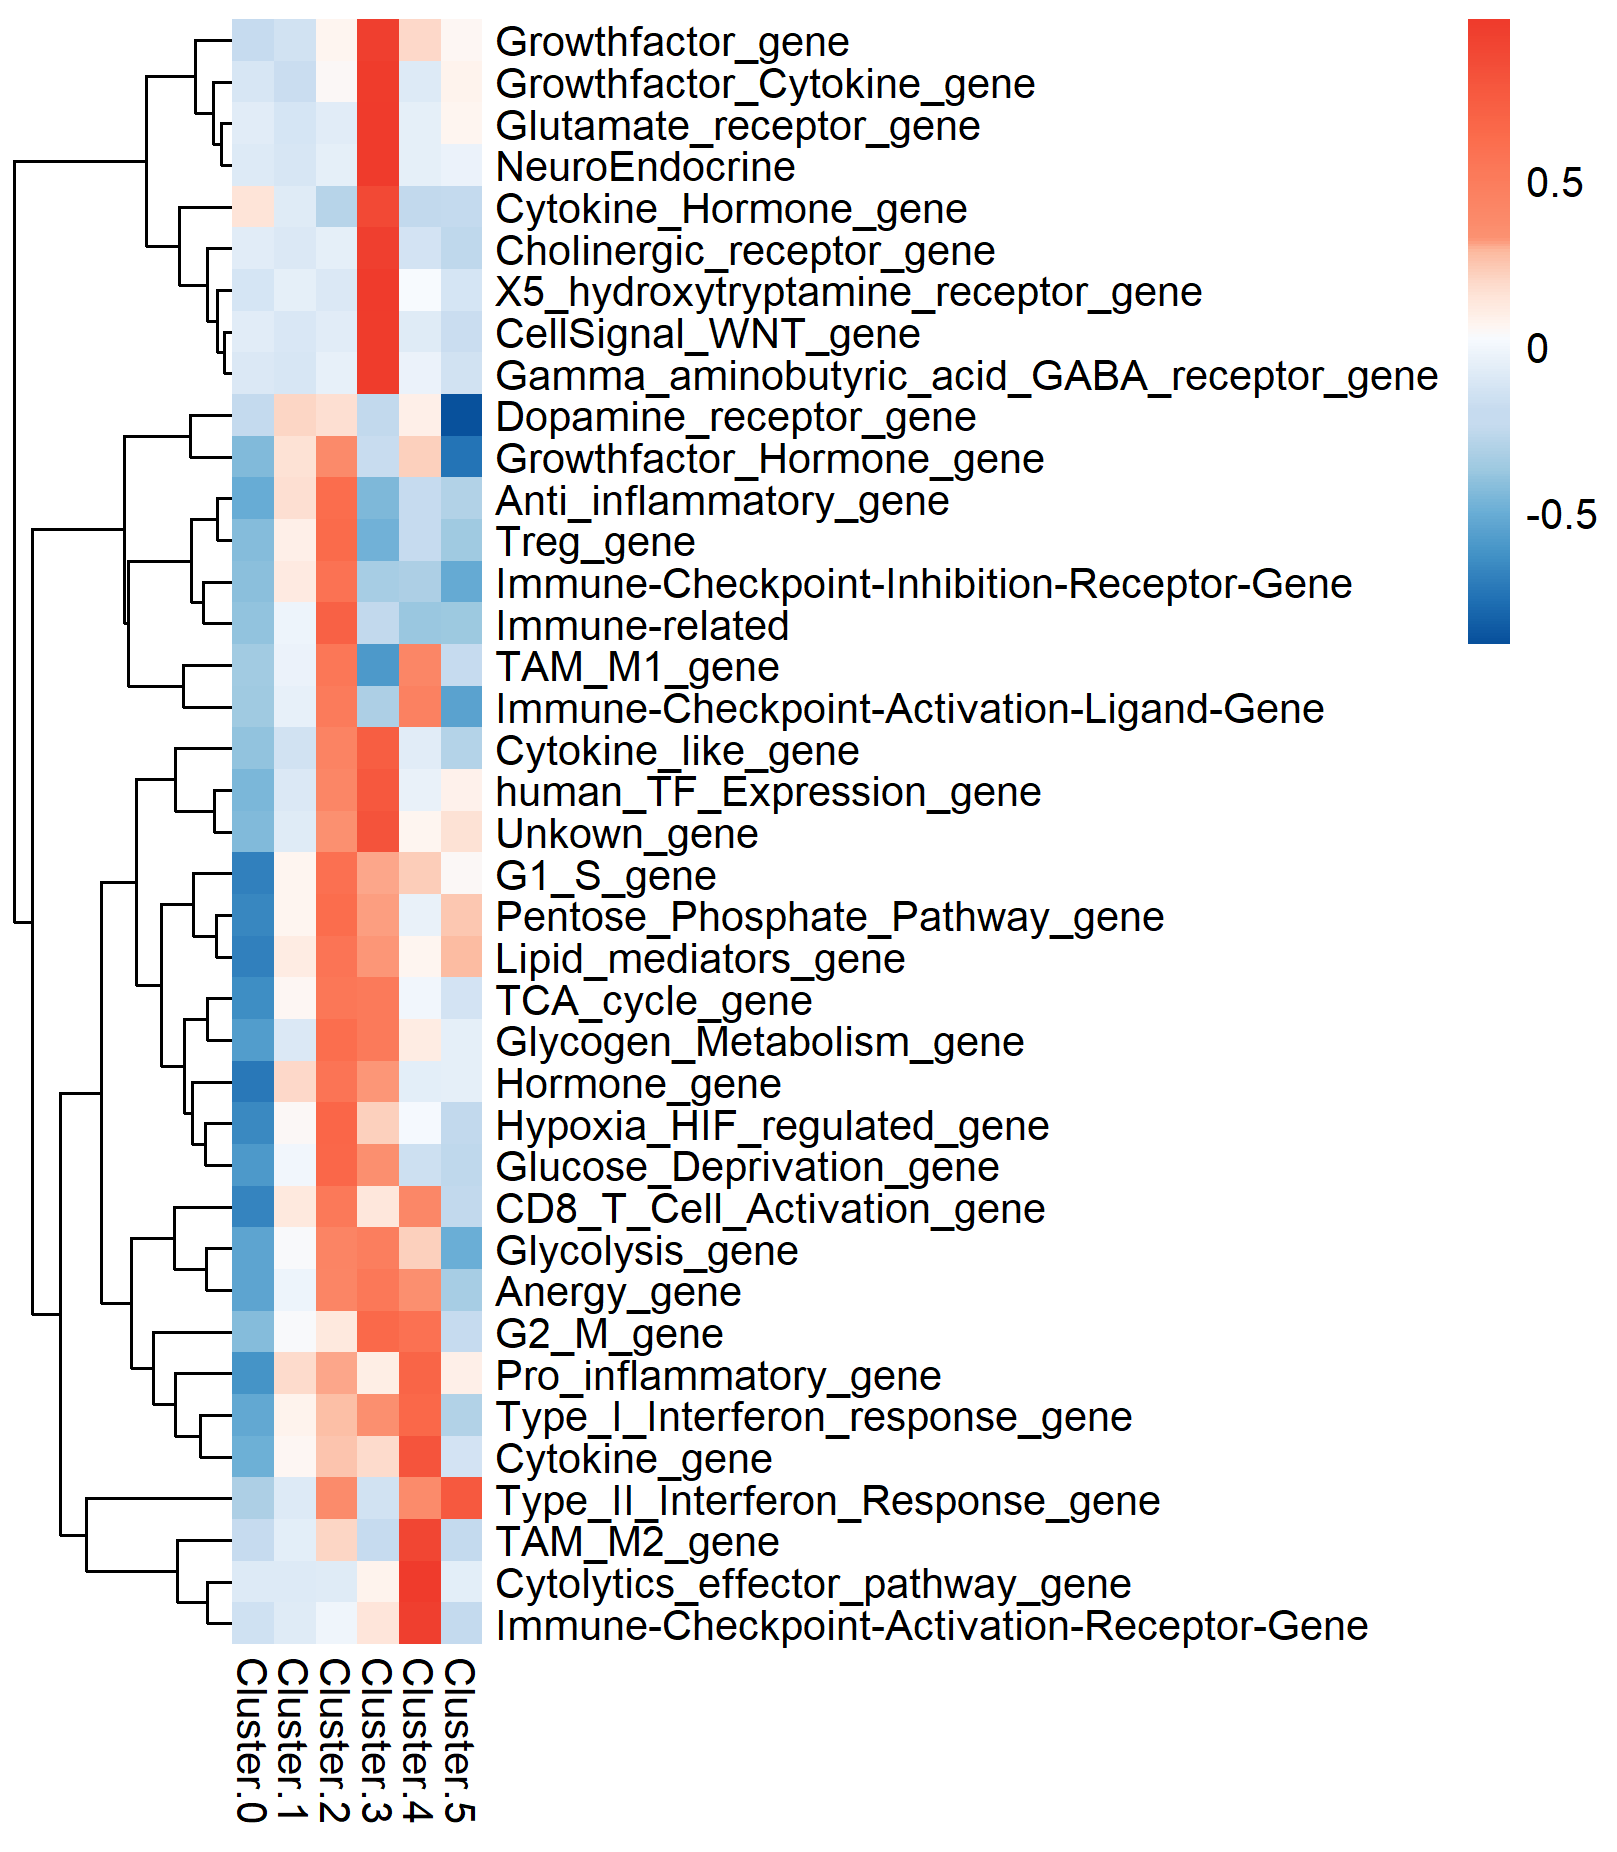 Growthfactor_gene
Growthfactor_Cytokine_gene
Glutamate_receptor_gene
NeuroEndocrine
Cytokine_Hormone_gene
Cholinergic_receptor_gene
X5_hydroxytryptamine_receptor_gene
CellSignal_WNT_gene
Gamma_aminobutyric_acid_GABA_receptor_gene
Dopamine_receptor_gene
Growthfactor_Hormone_gene
Anti_inflammatory_gene
Treg_gene
Immune-Checkpoint-Inhibition-Receptor-Gene
Immune-related
TAM_M1_gene
Immune-Checkpoint-Activation-Ligand-Gene
Cytokine_like_gene
human_TF_Expression_gene
Unkown_gene
G1_S_gene
Pentose_Phosphate_Pathway_gene
Lipid_mediators_gene
TCA_cycle_gene
Glycogen_Metabolism_gene
Hormone_gene
Hypoxia_HIF_regulated_gene
Glucose_Deprivation_gene
CD8_T_Cell_Activation_gene
Glycolysis_gene
Anergy_gene
G2_M_gene
Pro_inflammatory_gene
Type_I_Interferon_response_gene
Cytokine_gene
Type_II_Interferon_Response_gene
TAM_M2_gene
Cytolytics_effector_pathway_gene
Immune-Checkpoint-Activation-Receptor-Gene
Cluster.0
Cluster.1
Cluster.2
Cluster.3
Cluster.4
Cluster.5
0.5
0
-0.5